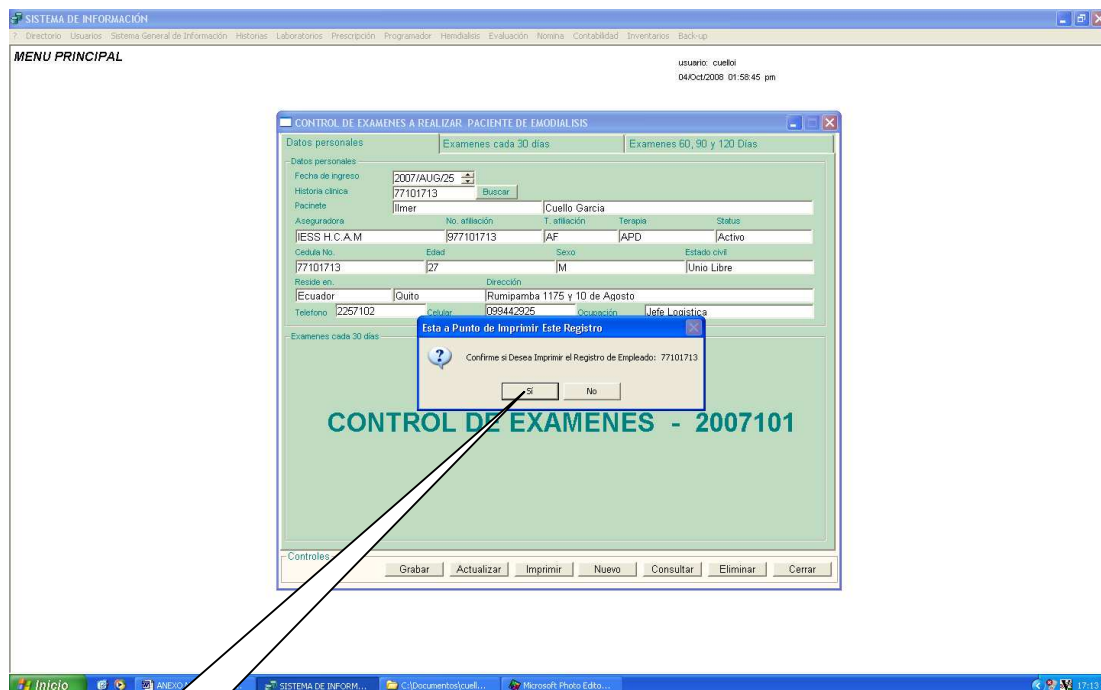 SISTEMA DE INFORMACIÓN
? Directorio Usuarios Sistema General de Información Historias Laboratorios Prescripción Programador Hemdialisis Evaluación Nomina Contabilidad Inventarios Back-up
MENU PRINCIPAL
usuario: cuelloi
04/Oct/2008 01:58:45 pm
CONTROL DE EXAMENES A REALIZAR PACIENTE DE EMODIALISIS
Datos personales Examenes cada 30 días Examenes 60, 90 y 120 Días
Datos personales
Fecha de ingreso 2007/AUG/25
Historia clinica 77101713 Buscar
Pacinete Ilmer Cuello Garcia
Aseguradora No. afiliación T. afiliación Terapia Status
IESS H.C.A.M 977101713 AF APD Activo
Cedula No. Edad Sexo Estado civil
77101713 27 M Unio Libre
Reside en. Dirección
Ecuador Quito Rumipamba 1175 y 10 de Agosto
Telefono 2257102 Celular 099442925 Ocupación Jefe Logistica
Examenes cada 30 días
Esta a Punto de Imprimir Este Registro
Confirme si Desea Imprimir el Registro de Empleado: 77101713
Sí No
CONTROL DE EXAMENES - 2007101
Controles
Grabar Actualizar Imprimir Nuevo Consultar Eliminar Cerrar
Inicio ANEXO SISTEMA DE INFORM... C:\Documentos\cuell... Microsoft Photo Edito... 17:13